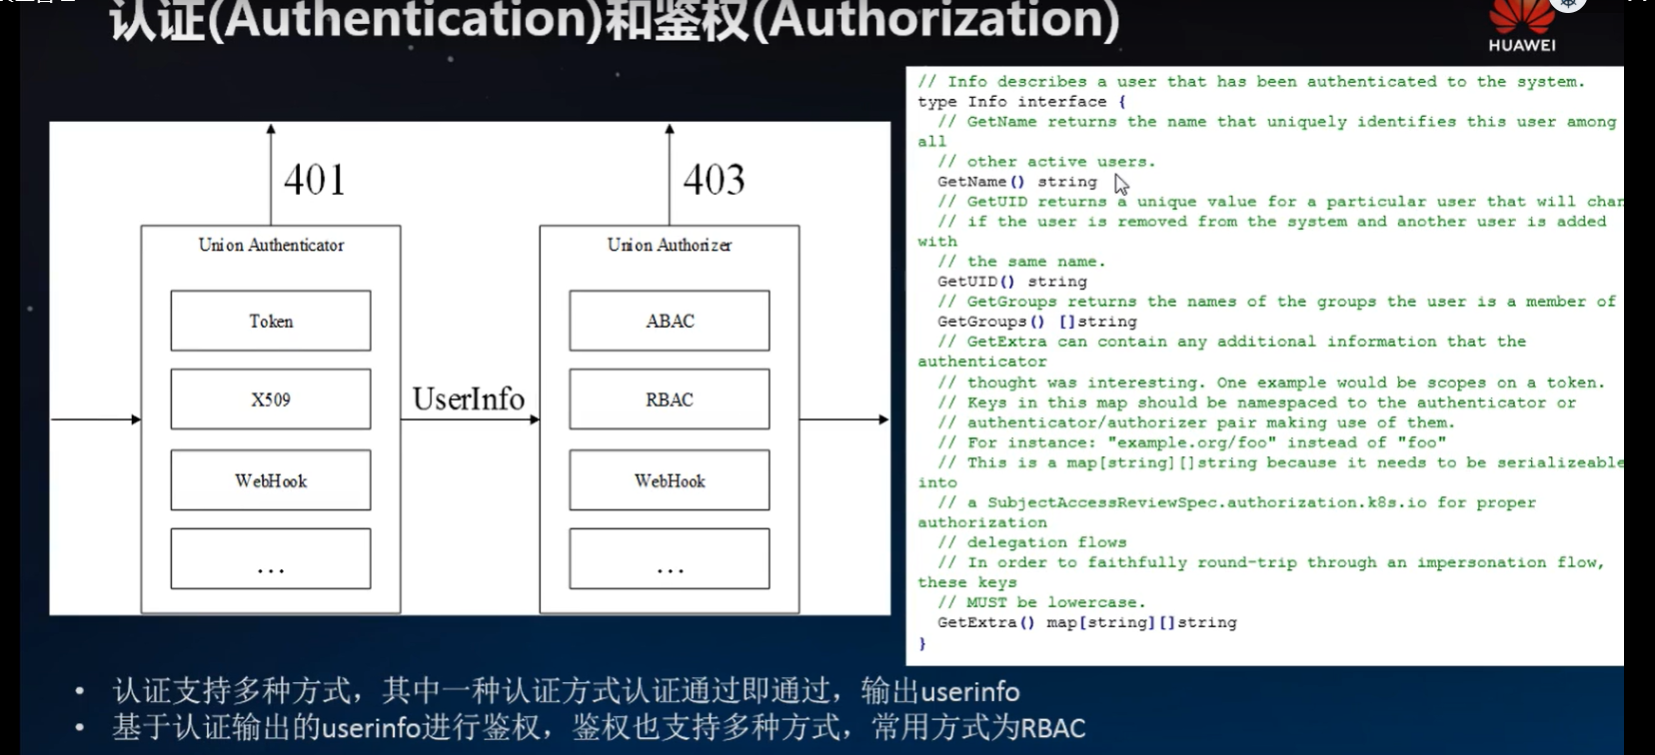 认证(Authentication)和鉴权(Authorization)
HUAWEI
401
403
Union Authenticator
Token
X509
WebHook
...
UserInfo
Union Authorizer
ABAC
RBAC
WebHook
...
// Info describes a user that has been authenticated to the system.
type Info interface {
// GetName returns the name that uniquely identifies this user among
all
// other active users.
GetName() string
// GetUID returns a unique value for a particular user that will chan
// if the user is removed from the system and another user is added
with
// the same name.
GetUID() string
// GetGroups returns the names of the groups the user is a member of
GetGroups() []string
// GetExtra can contain any additional information that the
authenticator
// thought was interesting. One example would be scopes on a token.
// Keys in this map should be namespaced to the authenticator or
// authenticator/authorizer pair making use of them.
// For instance: "example.org/foo" instead of "foo"
// This is a map[string][]string because it needs to be serializeable
into
// a SubjectAccessReviewSpec.authorization.k8s.io for proper
authorization
// delegation flows
// In order to faithfully round-trip through an impersonation flow,
these keys
// MUST be lowercase.
GetExtra() map[string][]string
}
• 认证支持多种方式，其中一种认证方式认证通过即通过，输出userinfo
• 基于认证输出的userinfo进行鉴权，鉴权也支持多种方式，常用方式为RBAC